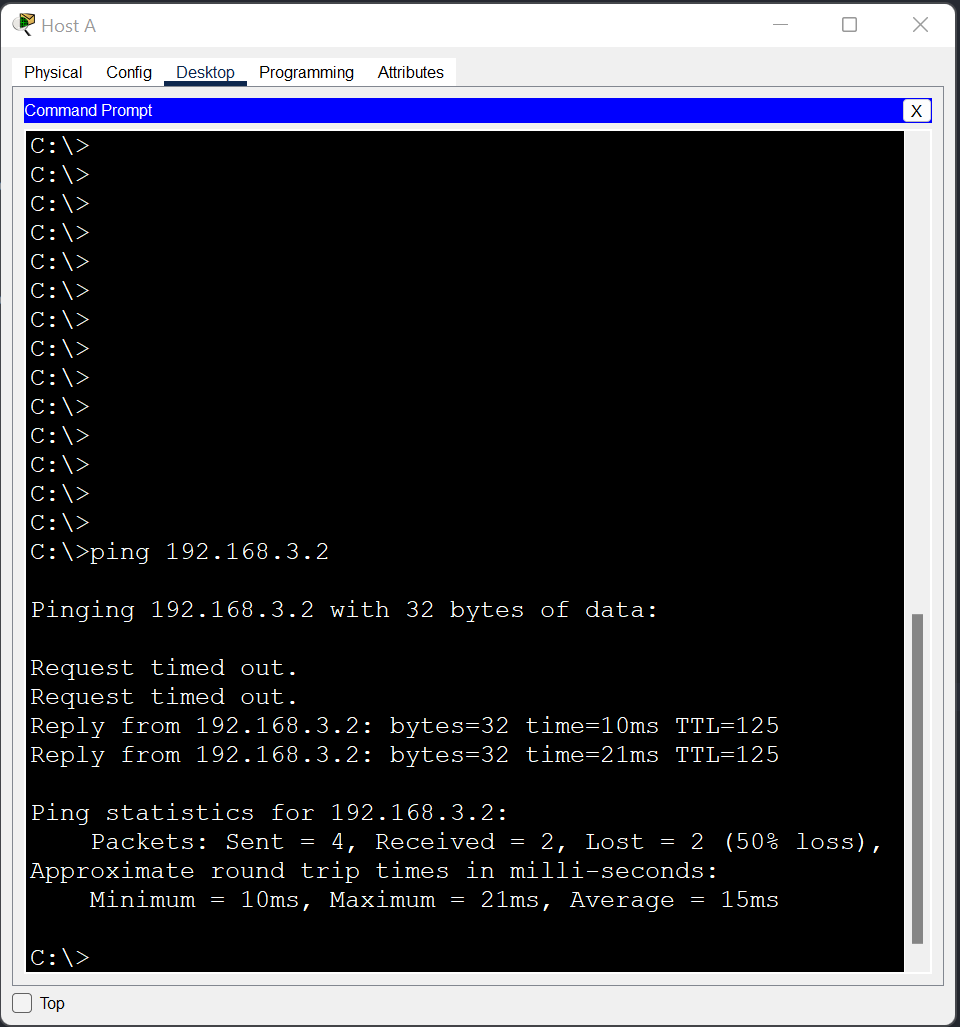 Host A
Physical Config Desktop Programming Attributes
Command Prompt X
C:\>
C:\>
C:\>
C:\>
C:\>
C:\>
C:\>
C:\>
C:\>
C:\>
C:\>
C:\>
C:\>
C:\>
C:\>ping 192.168.3.2
Pinging 192.168.3.2 with 32 bytes of data:
Request timed out.
Request timed out.
Reply from 192.168.3.2: bytes=32 time=10ms TTL=125
Reply from 192.168.3.2: bytes=32 time=21ms TTL=125
Ping statistics for 192.168.3.2:
Packets: Sent = 4, Received = 2, Lost = 2 (50% loss),
Approximate round trip times in milli-seconds:
Minimum = 10ms, Maximum = 21ms, Average = 15ms
C:\>
Top